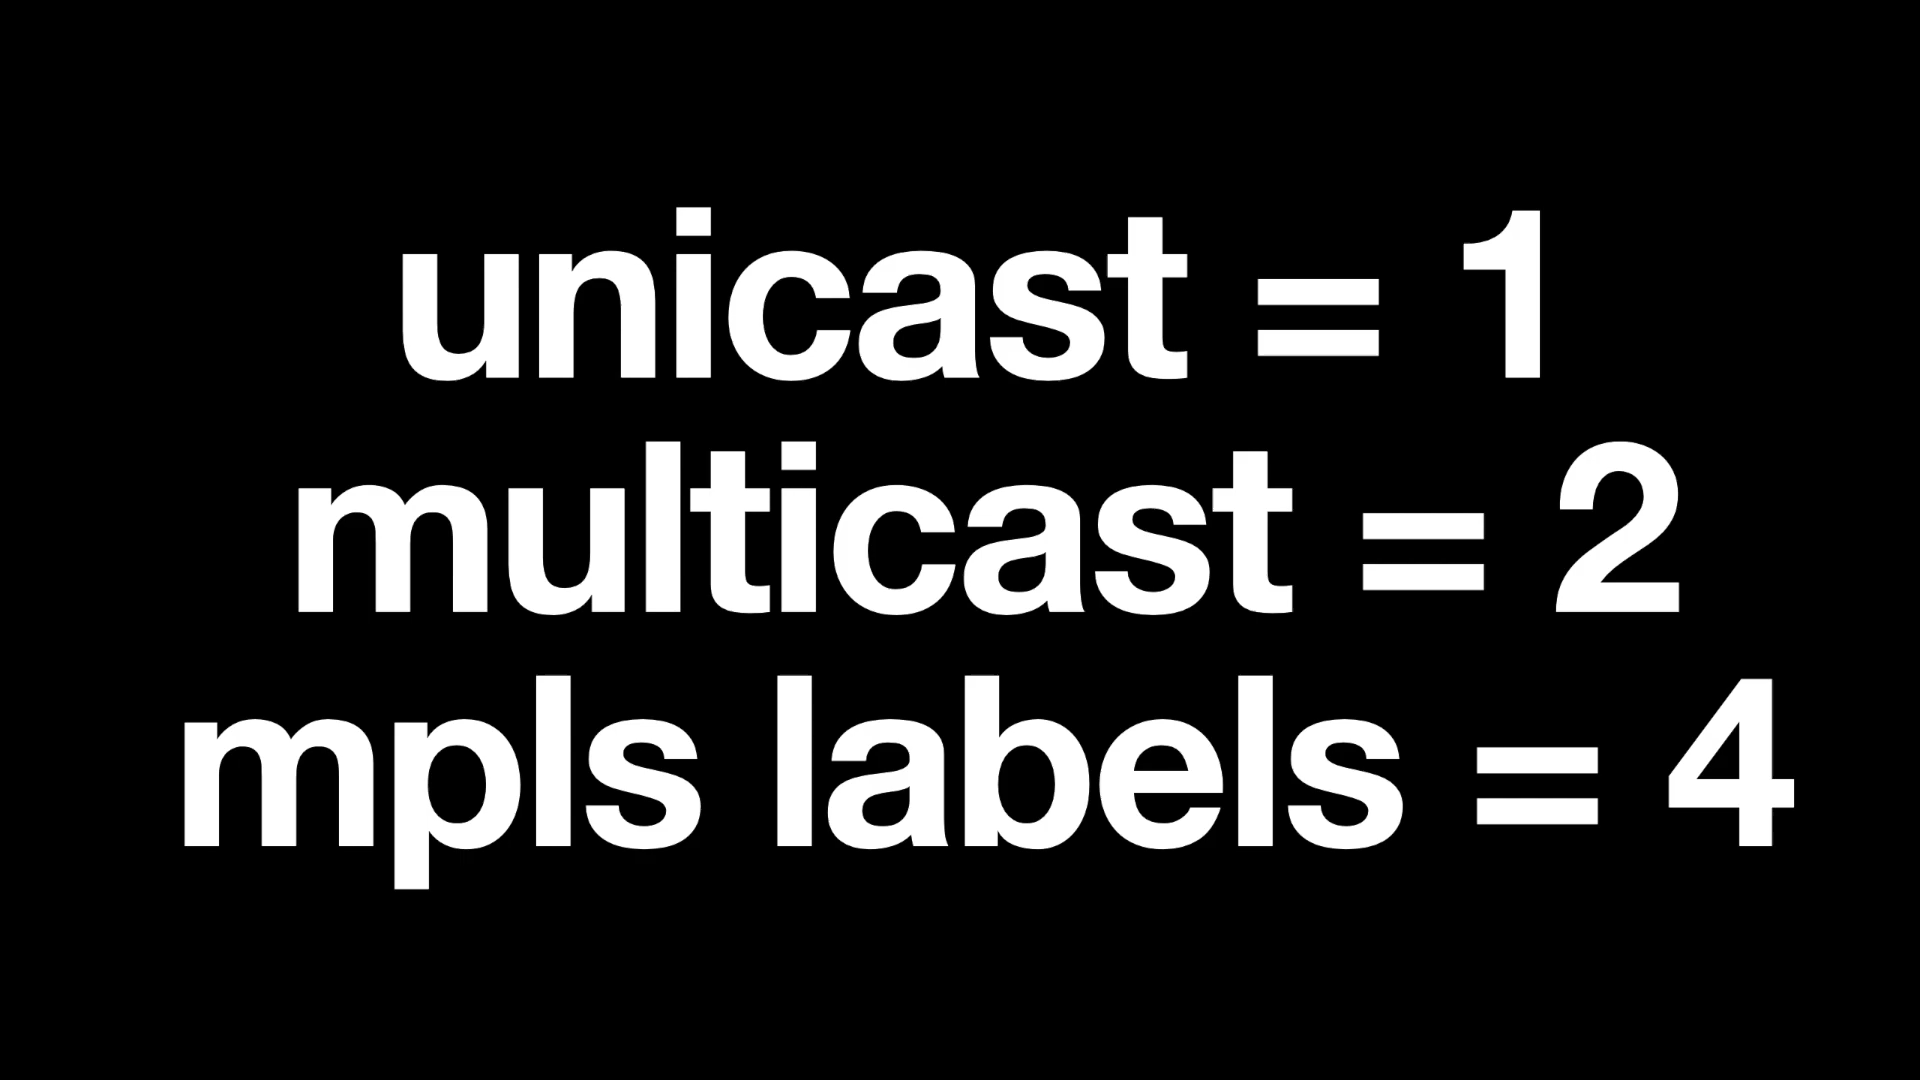 unicast = 1
multicast = 2
mpls labels = 4